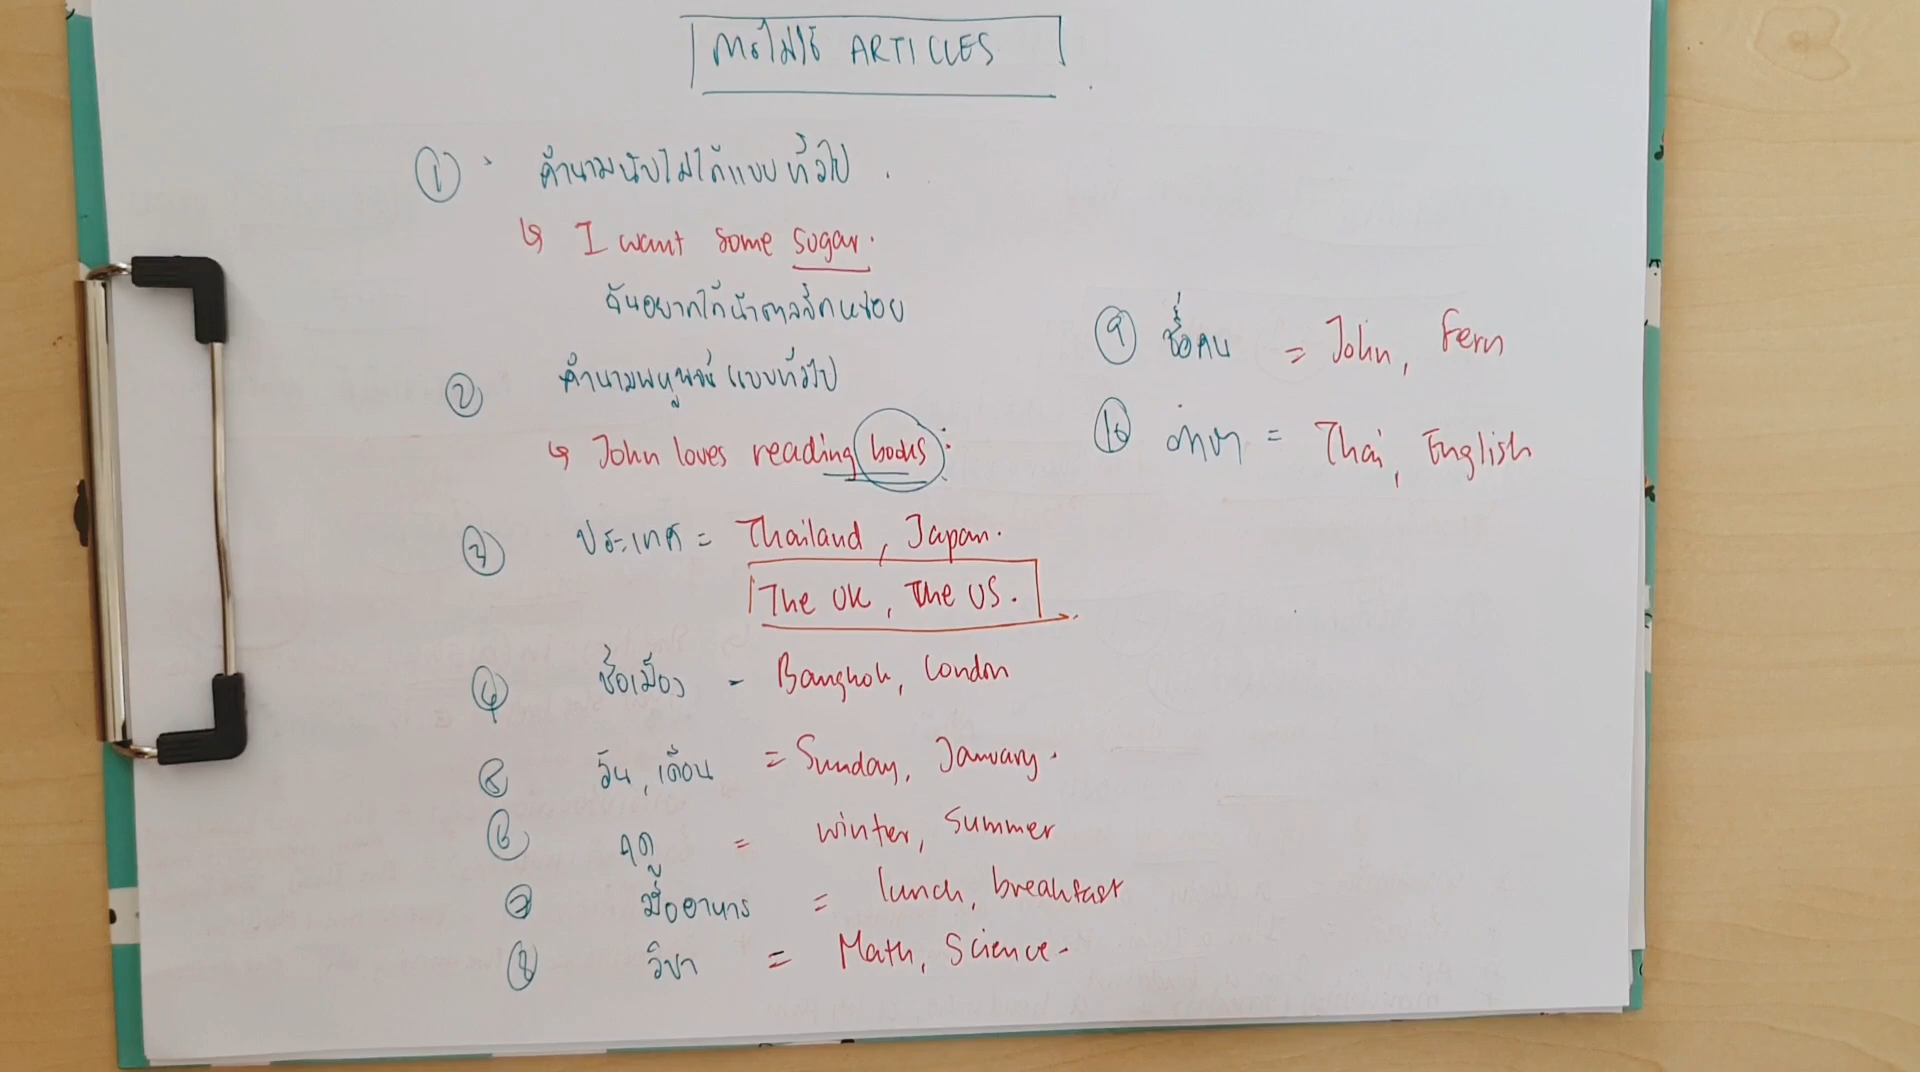 การไม่ใช้ ARTICLES
① คำนามนับไม่ได้แบบทั่วไป
↳ I want some sugar.
ฉันอยากได้น้ำตาลสักหน่อย
② คำนามพหูพจน์แบบทั่วไป
↳ John loves reading books.
③ ประเทศ = Thailand, Japan.
The UK, The US.
④ ชื่อเมือง - Bangkok, London
⑤ วัน, เดือน = Sunday, January.
⑥ ฤดู = winter, summer
⑦ มื้ออาหาร = lunch, breakfast
⑧ วิชา = Math, Science
⑨ ชื่อคน = John, Fern
⑩ ภาษา = Thai, English